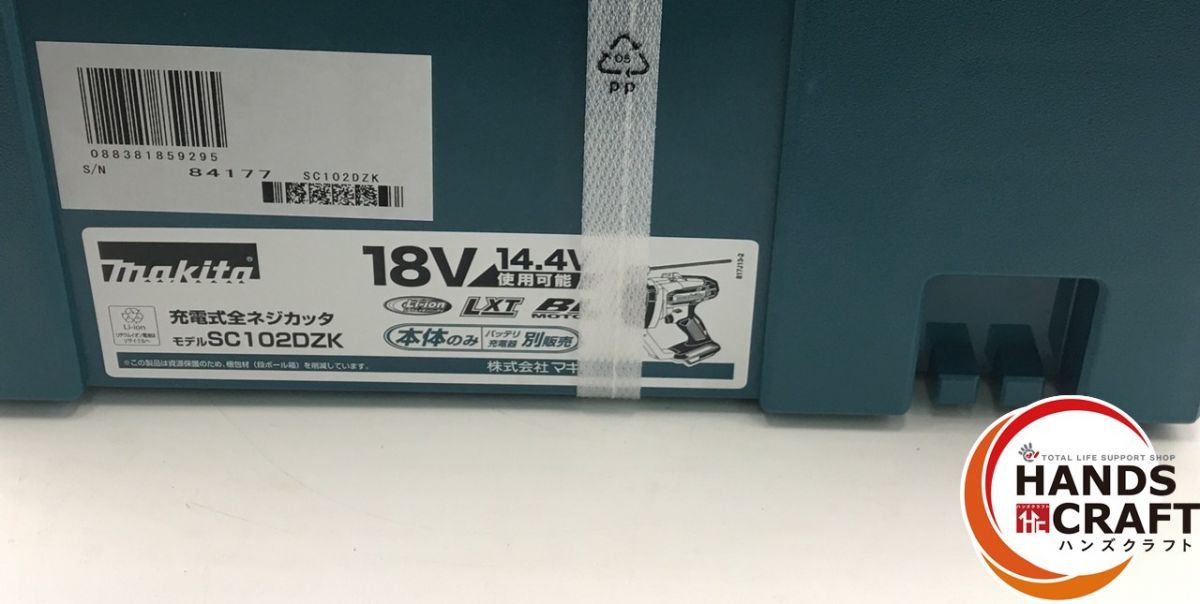 05
PP
088381859295
S/N 84177 SC102DZK
makita
18V 14.4V
使用可能
Li-ion LXT
MOTO
Li-ion
充電式全ネジカッタ
モデルSC102DZK
本体のみ バッテリ 充電器 別販売
※この製品は資源保護のため、梱包材(段ボール箱)を削減しています。
株式会社 マキ
817J13-2
TOTAL LIFE SUPPORT SHOP
HANDS
CRAFT
ハンズクラフト